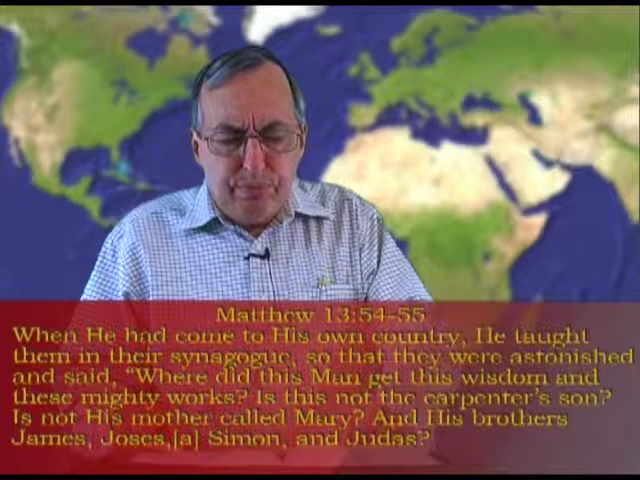 Matthew 13:54-55
When He had come to His own country, He taught
them in their synagogue, so that they were astonished
and said, "Where did this Man get this wisdom and
these mighty works? Is this not the carpenter's son?
Is not His mother called Mary? And His brothers
James, Joses,[a] Simon, and Judas?